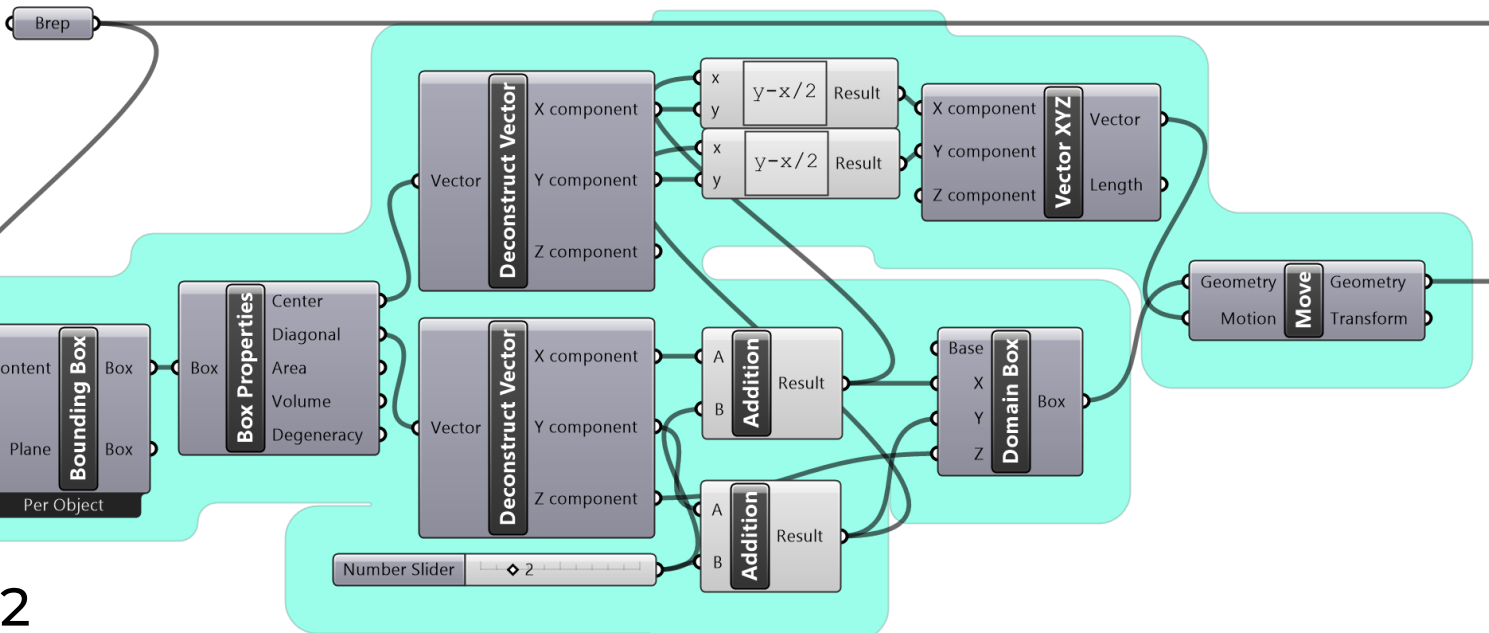 Brep
ontent
Plane
Bounding Box
Box
Box
Per Object
Box
Box Properties
Center
Diagonal
Area
Volume
Degeneracy
Vector
Deconstruct Vector
X component
Y component
Z component
Vector
Deconstruct Vector
X component
Y component
Z component
Number Slider
2
x
y
y-x/2
Result
x
y
y-x/2
Result
X component
Y component
Z component
Vector XYZ
Vector
Length
A
B
Addition
Result
A
B
Addition
Result
Base
X
Y
Z
Domain Box
Box
Geometry
Motion
Move
Geometry
Transform
2